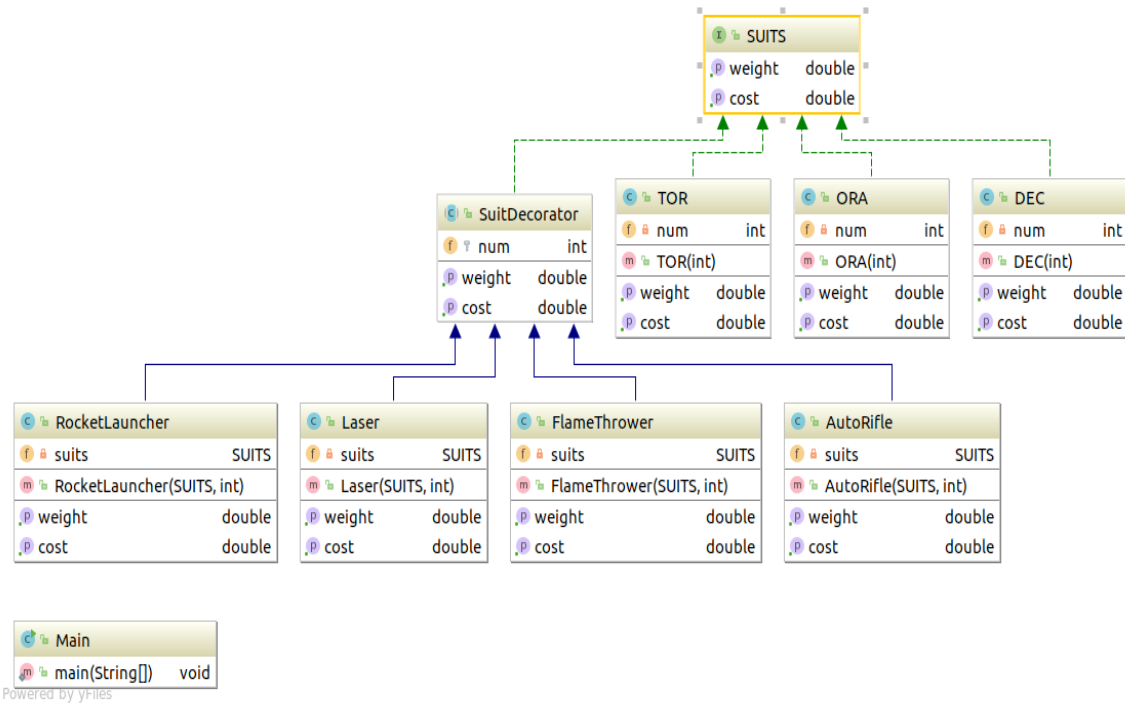 SUITS
weight double
cost double
SuitDecorator
num int
weight double
cost double
TOR
num int
TOR(int)
weight double
cost double
ORA
num int
ORA(int)
weight double
cost double
DEC
num int
DEC(int)
weight double
cost double
RocketLauncher
suits SUITS
RocketLauncher(SUITS, int)
weight double
cost double
Laser
suits SUITS
Laser(SUITS, int)
weight double
cost double
FlameThrower
suits SUITS
FlameThrower(SUITS, int)
weight double
cost double
AutoRifle
suits SUITS
AutoRifle(SUITS, int)
weight double
cost double
Main
main(String[]) void
Powered by yFiles